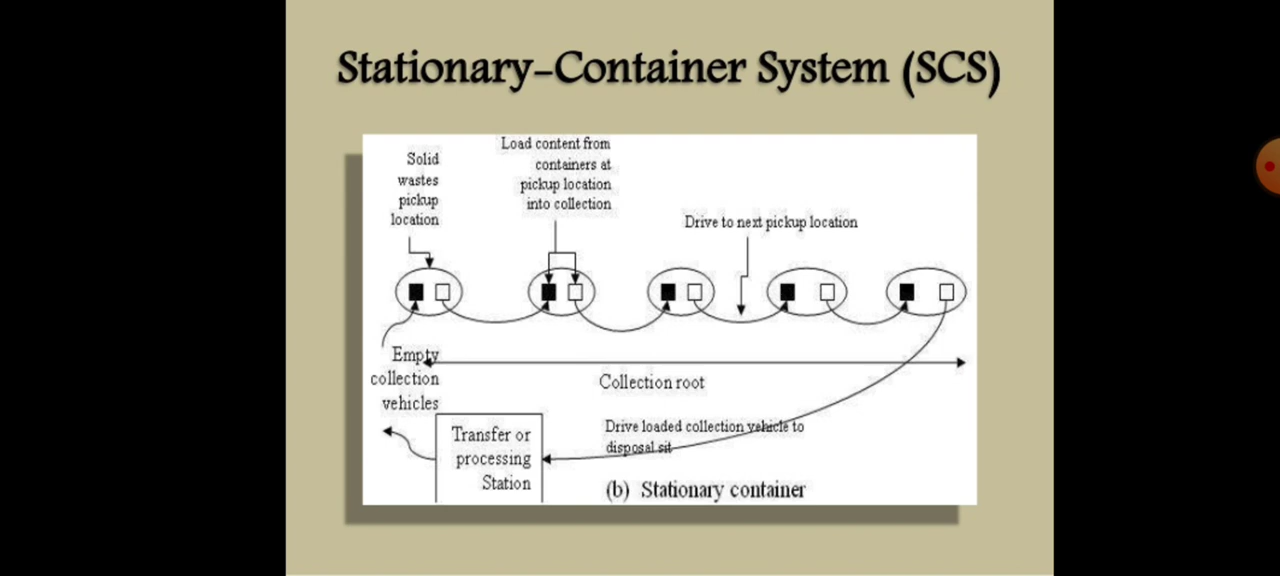 Stationary-Container System (SCS)
Solid
wastes
pickup
location
Load content from
containers at
pickup location
into collection
Drive to next pickup location
Empty
collection
vehicles
Collection root
Transfer or
processing
Station
Drive loaded collection vehicle to
disposal sit
(b) Stationary container